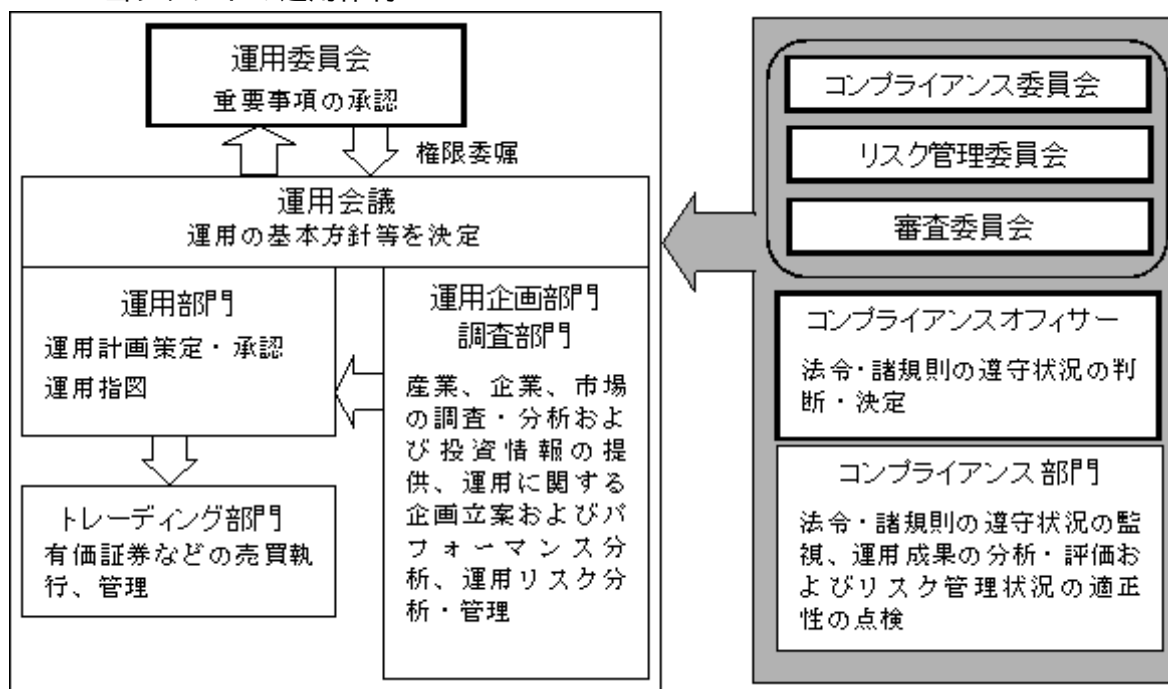 運用委員会
重要事項の承認
権限委嘱
運用会議
運用の基本方針等を決定
運用部門
運用計画策定・承認
運用指図
運用企画部門
調査部門
産業、企業、市場
の調査・分析およ
び投資情報の提
供、運用に関する
企画立案およびパ
フォーマンス分
析、運用リスク分
析・管理
トレーディング部門
有価証券などの売買執
行、管理
コンプライアンス委員会
リスク管理委員会
審査委員会
コンプライアンスオフィサー
法令・諸規則の遵守状況の判
断・決定
コンプライアンス部門
法令・諸規則の遵守状況の監
視、運用成果の分析・評価お
よびリスク管理状況の適正
性の点検